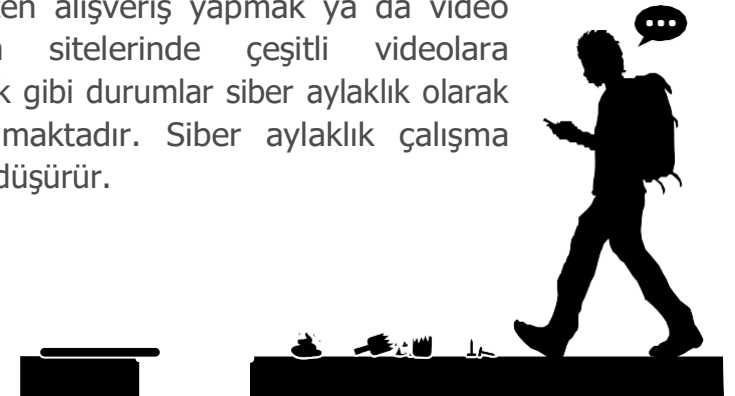 alışveriş yapmak ya da video
sitelerinde çeşitli videolara
gibi durumlar siber aylaklık olarak
maktadır. Siber aylaklık çalışma
düşürür.